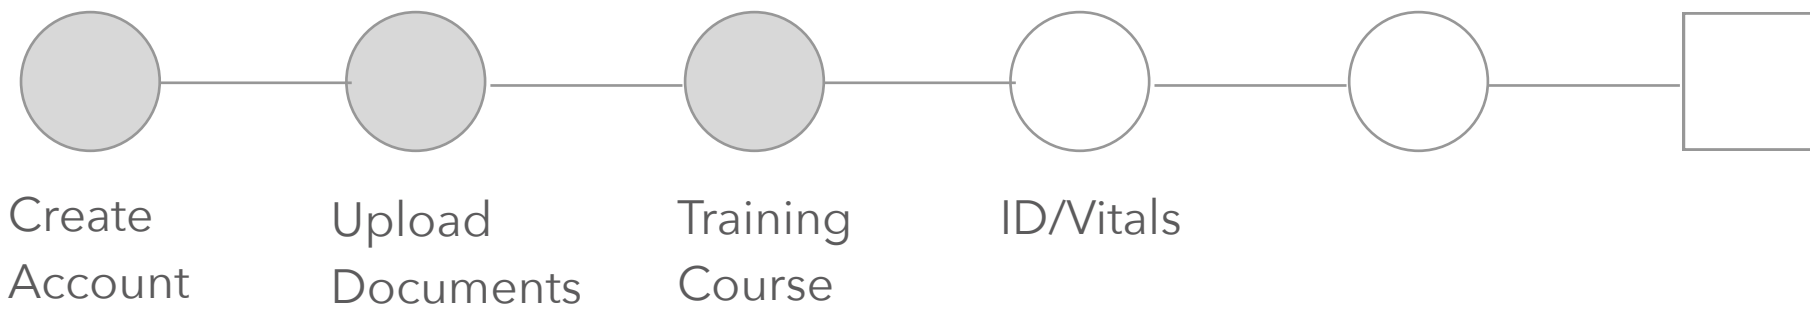 Create
Account
Upload
Documents
Training
Course
ID/Vitals